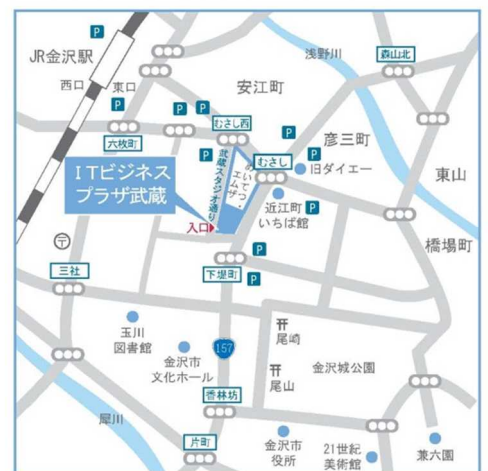 P
JR金沢駅
西口
東口
浅野川
森山北
安江町
P
P
P
P
六枚町
むさし西
彦三町
ITビジネス
プラザ武蔵
P
武蔵スタジオ通り
めいてつ・
エムザ
むさし
P
旧ダイエー
東山
近江町
いちば館
P
入口
橋場町
〒
P
三社
下堤町
P
玉川
図書館
157
尾崎
金沢市
文化ホール
金沢城公園
尾山
香林坊
犀川
片町
金沢市
役所
21世紀
美術館
兼六園